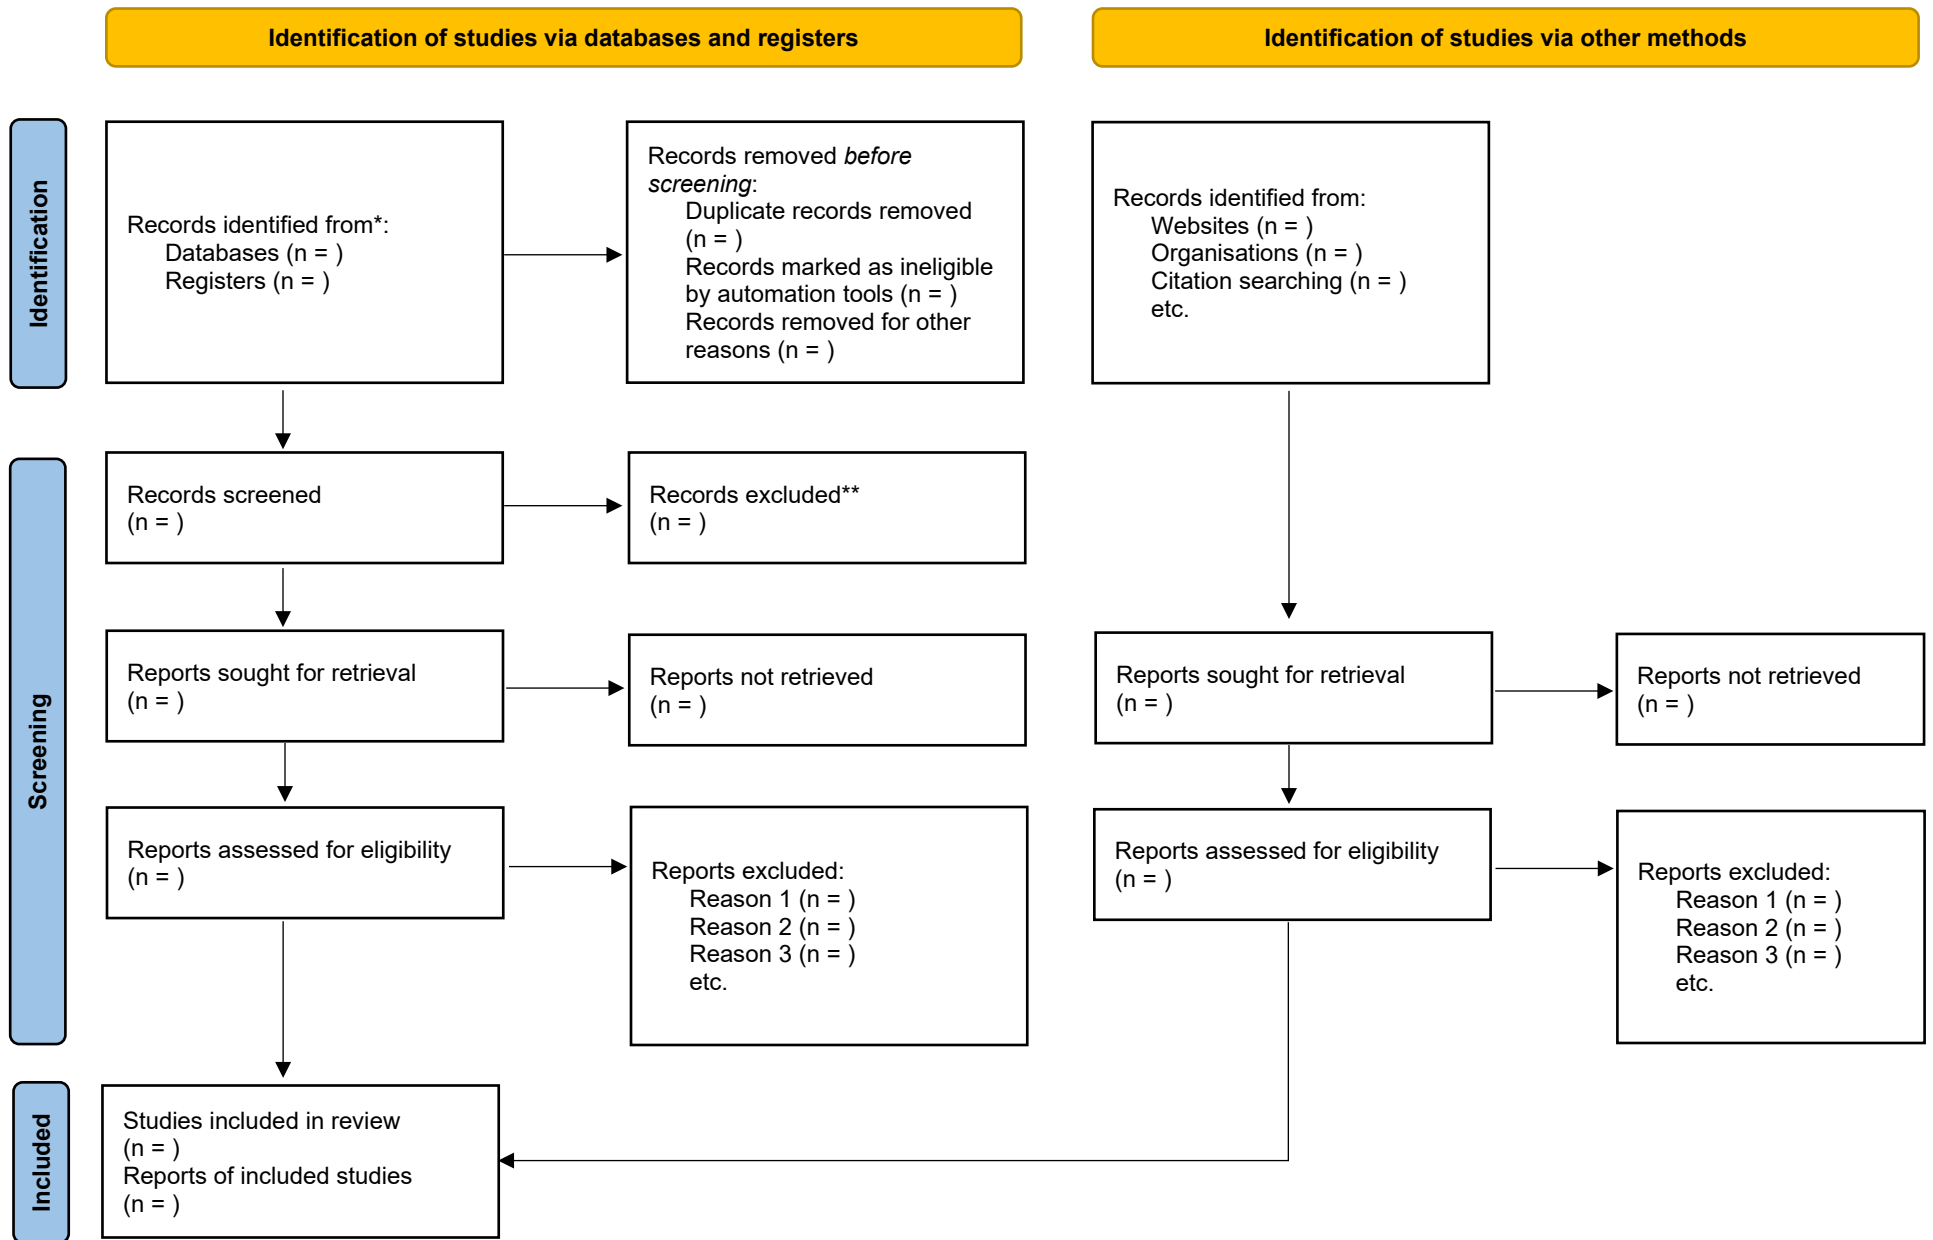 Identification of studies via databases and registers
Identification of studies via other methods
Identification
Records identified from*:
Databases (n = )
Registers (n = )
Records removed before
screening:
Duplicate records removed
(n = )
Records marked as ineligible
by automation tools (n = )
Records removed for other
reasons (n = )
Records identified from:
Websites (n = )
Organisations (n = )
Citation searching (n = )
etc.
Screening
Records screened
(n = )
Records excluded**
(n = )
Reports sought for retrieval
(n = )
Reports not retrieved
(n = )
Reports sought for retrieval
(n = )
Reports not retrieved
(n = )
Reports assessed for eligibility
(n = )
Reports excluded:
Reason 1 (n = )
Reason 2 (n = )
Reason 3 (n = )
etc.
Reports assessed for eligibility
(n = )
Reports excluded:
Reason 1 (n = )
Reason 2 (n = )
Reason 3 (n = )
etc.
Included
Studies included in review
(n = )
Reports of included studies
(n = )